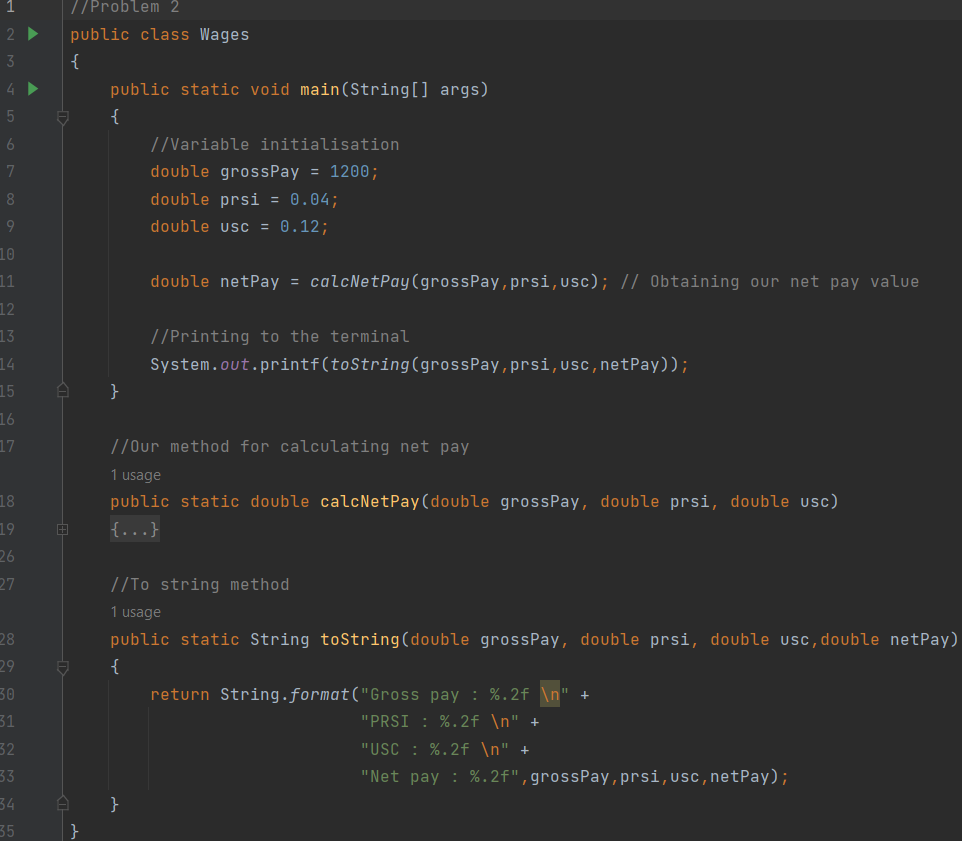 1 //Problem 2
2 public class Wages
3 {
4 public static void main(String[] args)
5 {
6 //Variable initialisation
7 double grossPay = 1200;
8 double prsi = 0.04;
9 double usc = 0.12;
10
11 double netPay = calcNetPay(grossPay,prsi,usc); // Obtaining our net pay value
12
13 //Printing to the terminal
14 System.out.printf(toString(grossPay,prsi,usc,netPay));
15 }
16
17 //Our method for calculating net pay
1 usage
18 public static double calcNetPay(double grossPay, double prsi, double usc)
19 {...}
26
27 //To string method
1 usage
28 public static String toString(double grossPay, double prsi, double usc,double netPay)
29 {
30 return String.format("Gross pay : %.2f \n" +
31 "PRSI : %.2f \n" +
32 "USC : %.2f \n" +
33 "Net pay : %.2f",grossPay,prsi,usc,netPay);
34 }
35 }